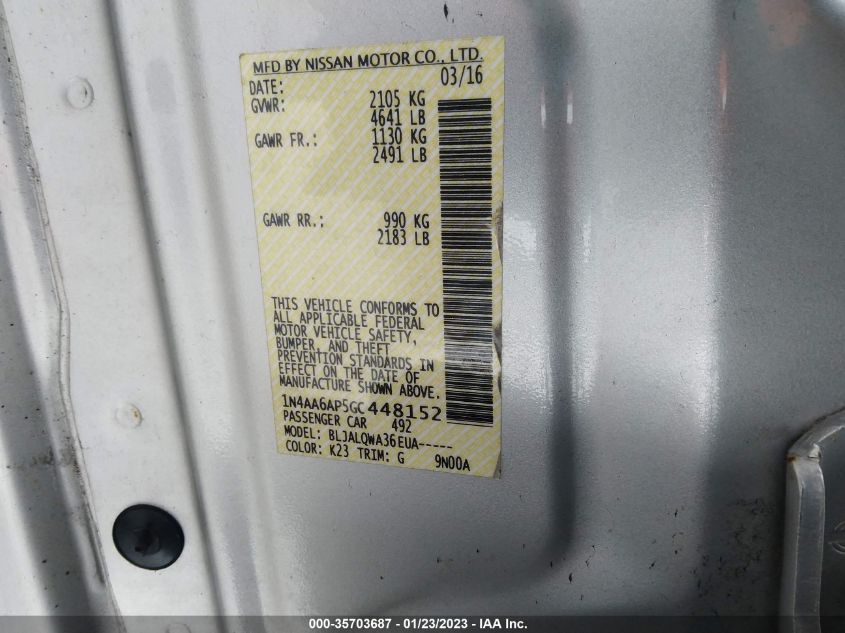 MFD BY NISSAN MOTOR CO., LTD.
DATE: 03/16
GVWR: 2105 KG
4641 LB
GAWR FR.: 1130 KG
2491 LB
GAWR RR.: 990 KG
2183 LB
THIS VEHICLE CONFORMS TO
ALL APPLICABLE FEDERAL
MOTOR VEHICLE SAFETY,
BUMPER, AND THEFT
PREVENTION STANDARDS IN
EFFECT ON THE DATE OF
MANUFACTURE SHOWN ABOVE.
1N4AA6AP5GC448152
PASSENGER CAR 492
MODEL: BLJALQWA36EUA-----
COLOR: K23 TRIM: G 9N00A
000-35703687 - 01/23/2023 - IAA Inc.